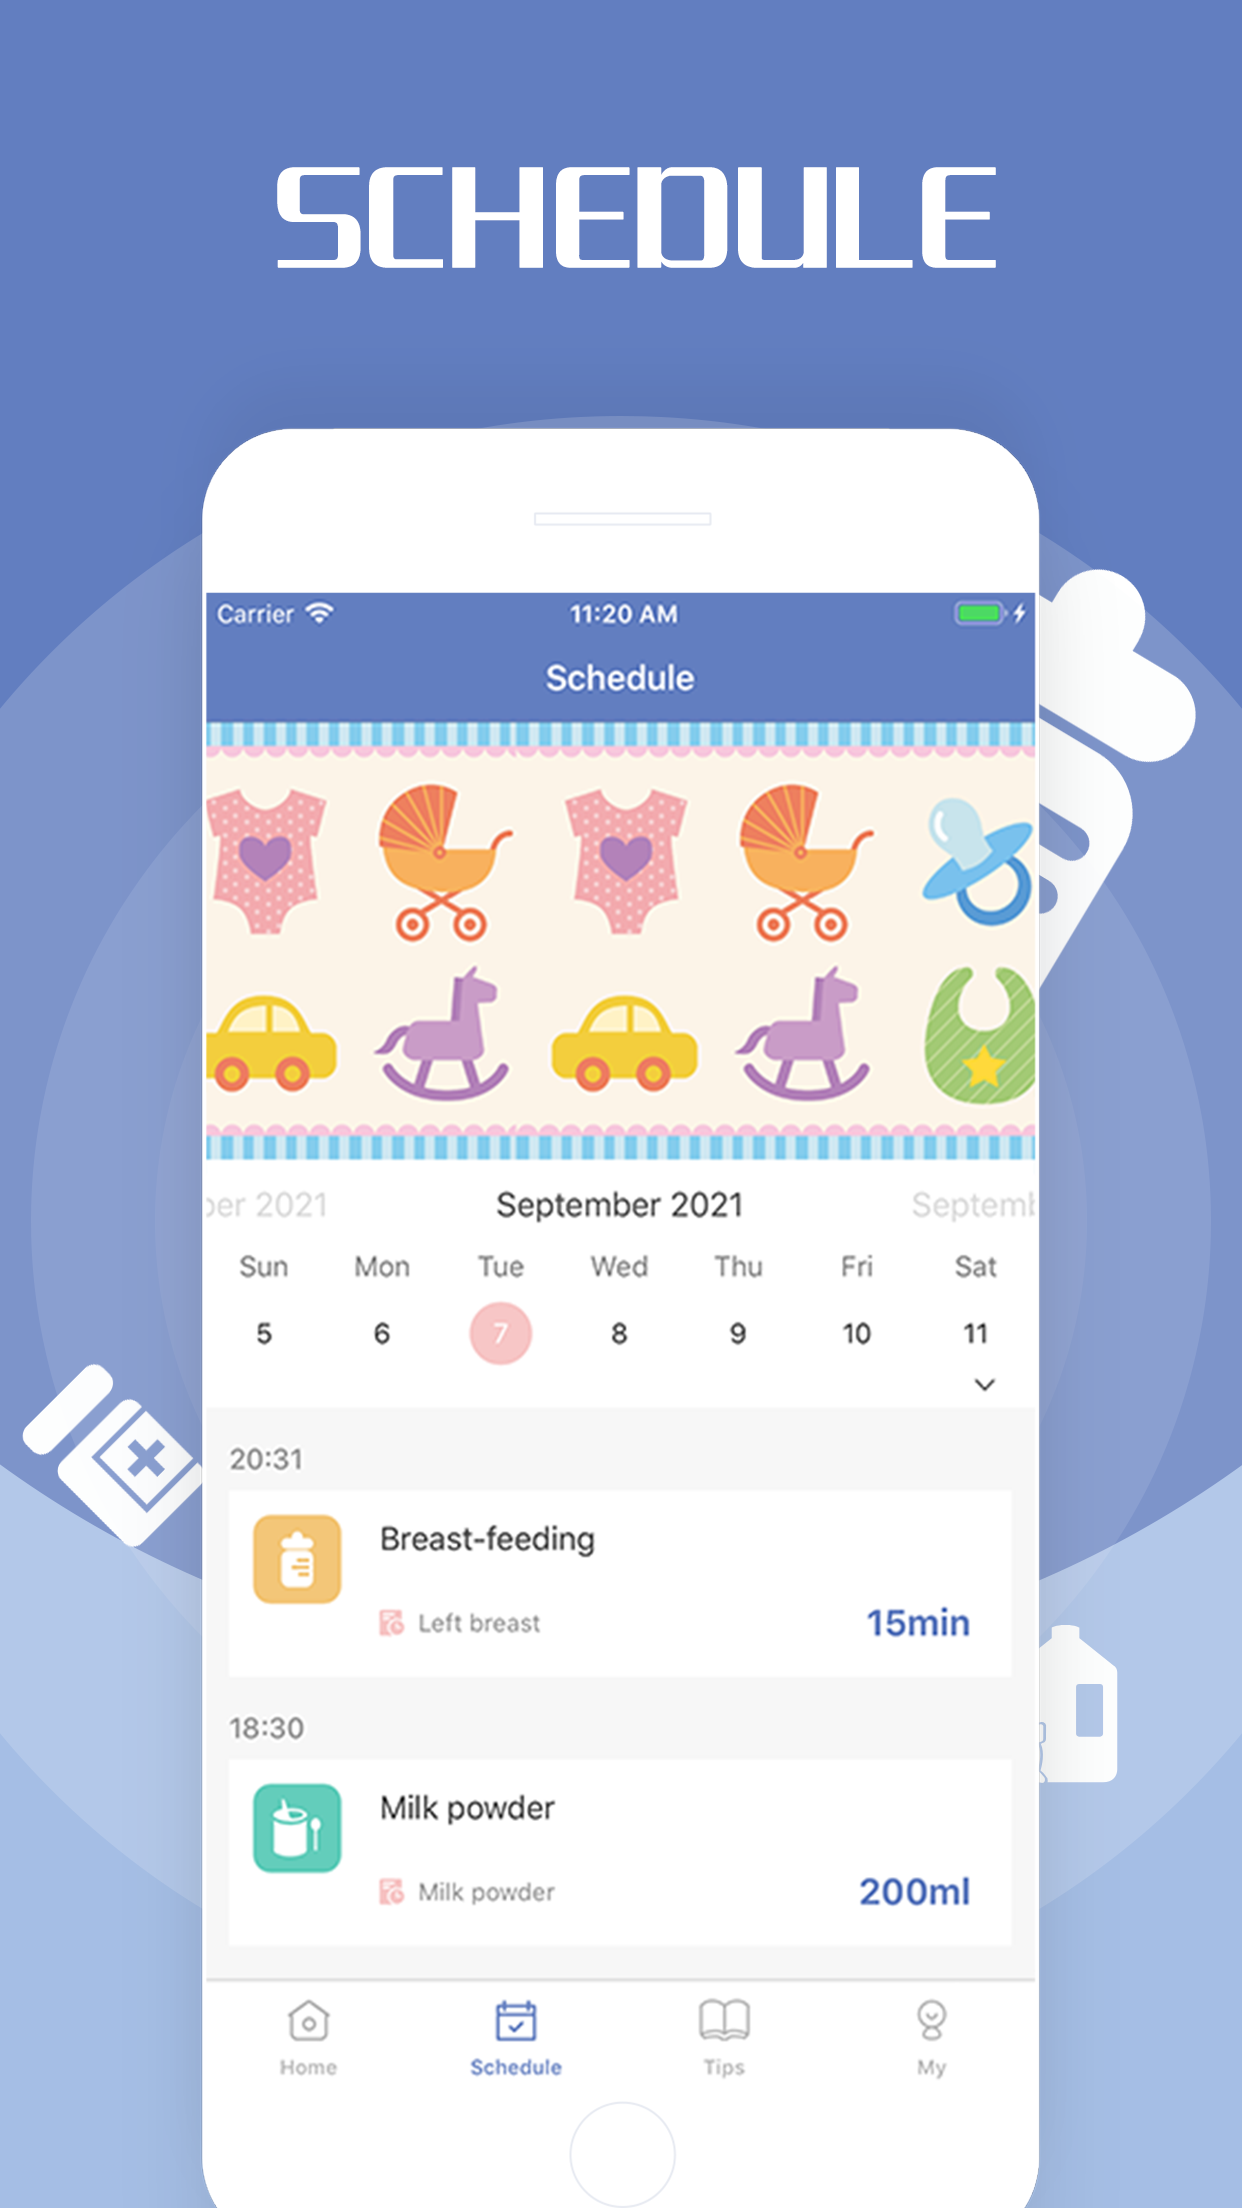 SCHEDULE
Carrier 11:20 AM
Schedule
ber 2021 September 2021 Septemb
Sun Mon Tue Wed Thu Fri Sat
5 6 7 8 9 10 11
20:31
Breast-feeding
Left breast 15min
18:30
Milk powder
Milk powder 200ml
Home Schedule Tips My